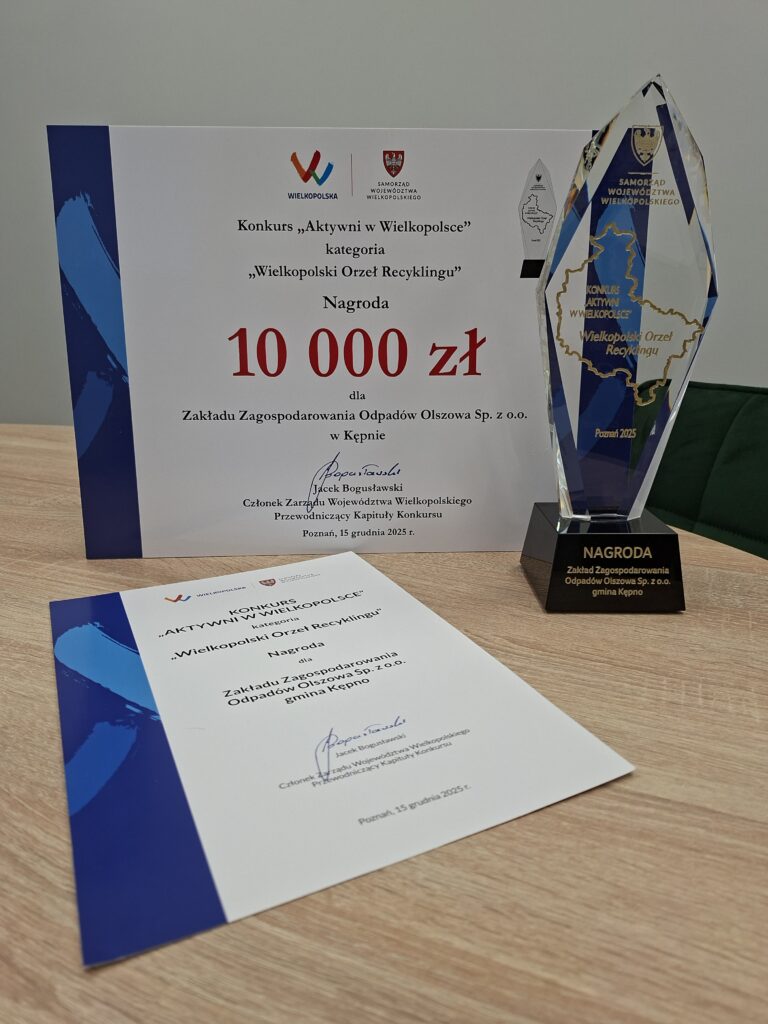 WIELKOPOLSKA
SAMORZĄD
WOJEWÓDZTWA
WIELKOPOLSKIEGO
Konkurs „Aktywni w Wielkopolsce”
kategoria
„Wielkopolski Orzeł Recyklingu”
Nagroda
10 000 zł
dla
Zakładu Zagospodarowania Odpadów Olszowa Sp. z o.o.
w Kępnie
Jacek Bogusławski
Członek Zarządu Województwa Wielkopolskiego
Przewodniczący Kapituły Konkursu
Poznań, 15 grudnia 2025 r.
SAMORZĄD
WOJEWÓDZTWA
WIELKOPOLSKIEGO
KONKURS
„AKTYWNI
W WIELKOPOLSCE”
Wielkopolski Orzeł
Recyklingu
Poznań 2025
NAGRODA
Zakład Zagospodarowania
Odpadów Olszowa Sp. z o.o.
gmina Kępno
WIELKOPOLSKA
KONKURS
„AKTYWNI W WIELKOPOLSCE”
kategoria
„Wielkopolski Orzeł Recyklingu”
Nagroda
dla
Zakładu Zagospodarowania
Odpadów Olszowa Sp. z o.o.
gmina Kępno
Jacek Bogusławski
Członek Zarządu Województwa Wielkopolskiego
Przewodniczący Kapituły Konkursu
Poznań, 15 grudnia 2025 r.